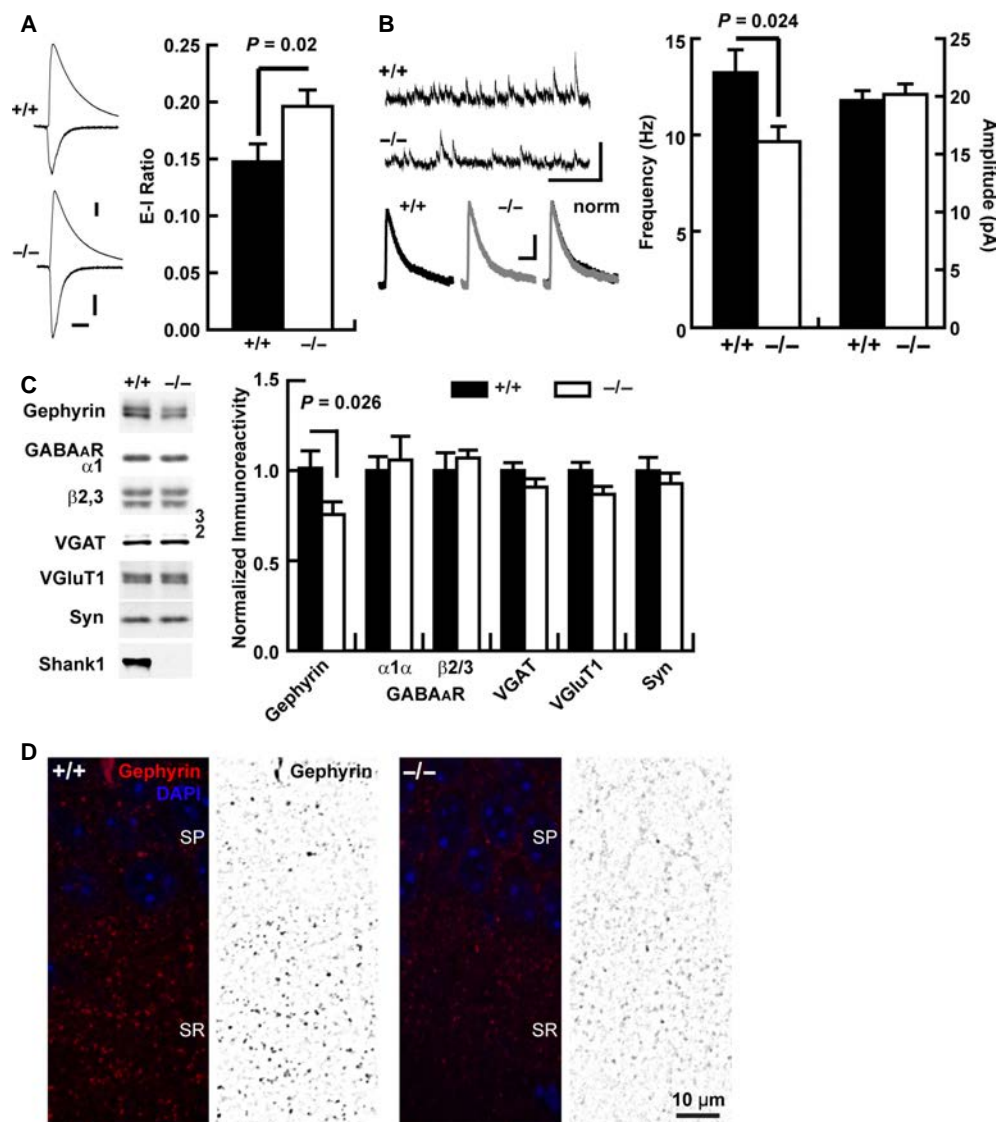 A
+/+
–/–
E-I Ratio
0.25
0.20
0.15
0.10
0.05
0.00
P = 0.02
+/+ –/–
B
+/+
–/–
+/+ –/– norm
P = 0.024
Frequency (Hz)
15
10
5
0
Amplitude (pA)
25
20
15
10
5
0
+/+ –/– +/+ –/–
C
+/+ –/–
Gephyrin
GABAAR
α1
β2,3
3
2
VGAT
VGluT1
Syn
Shank1
Normalized Immunoreactivity
1.5
1.0
0.5
0.0
P = 0.026
+/+ –/–
Gephyrin
α1α β2/3
GABAAR
VGAT
VGluT1
Syn
D
+/+ Gephyrin
DAPI
SP
SR
Gephyrin
–/–
SP
SR
10 µm